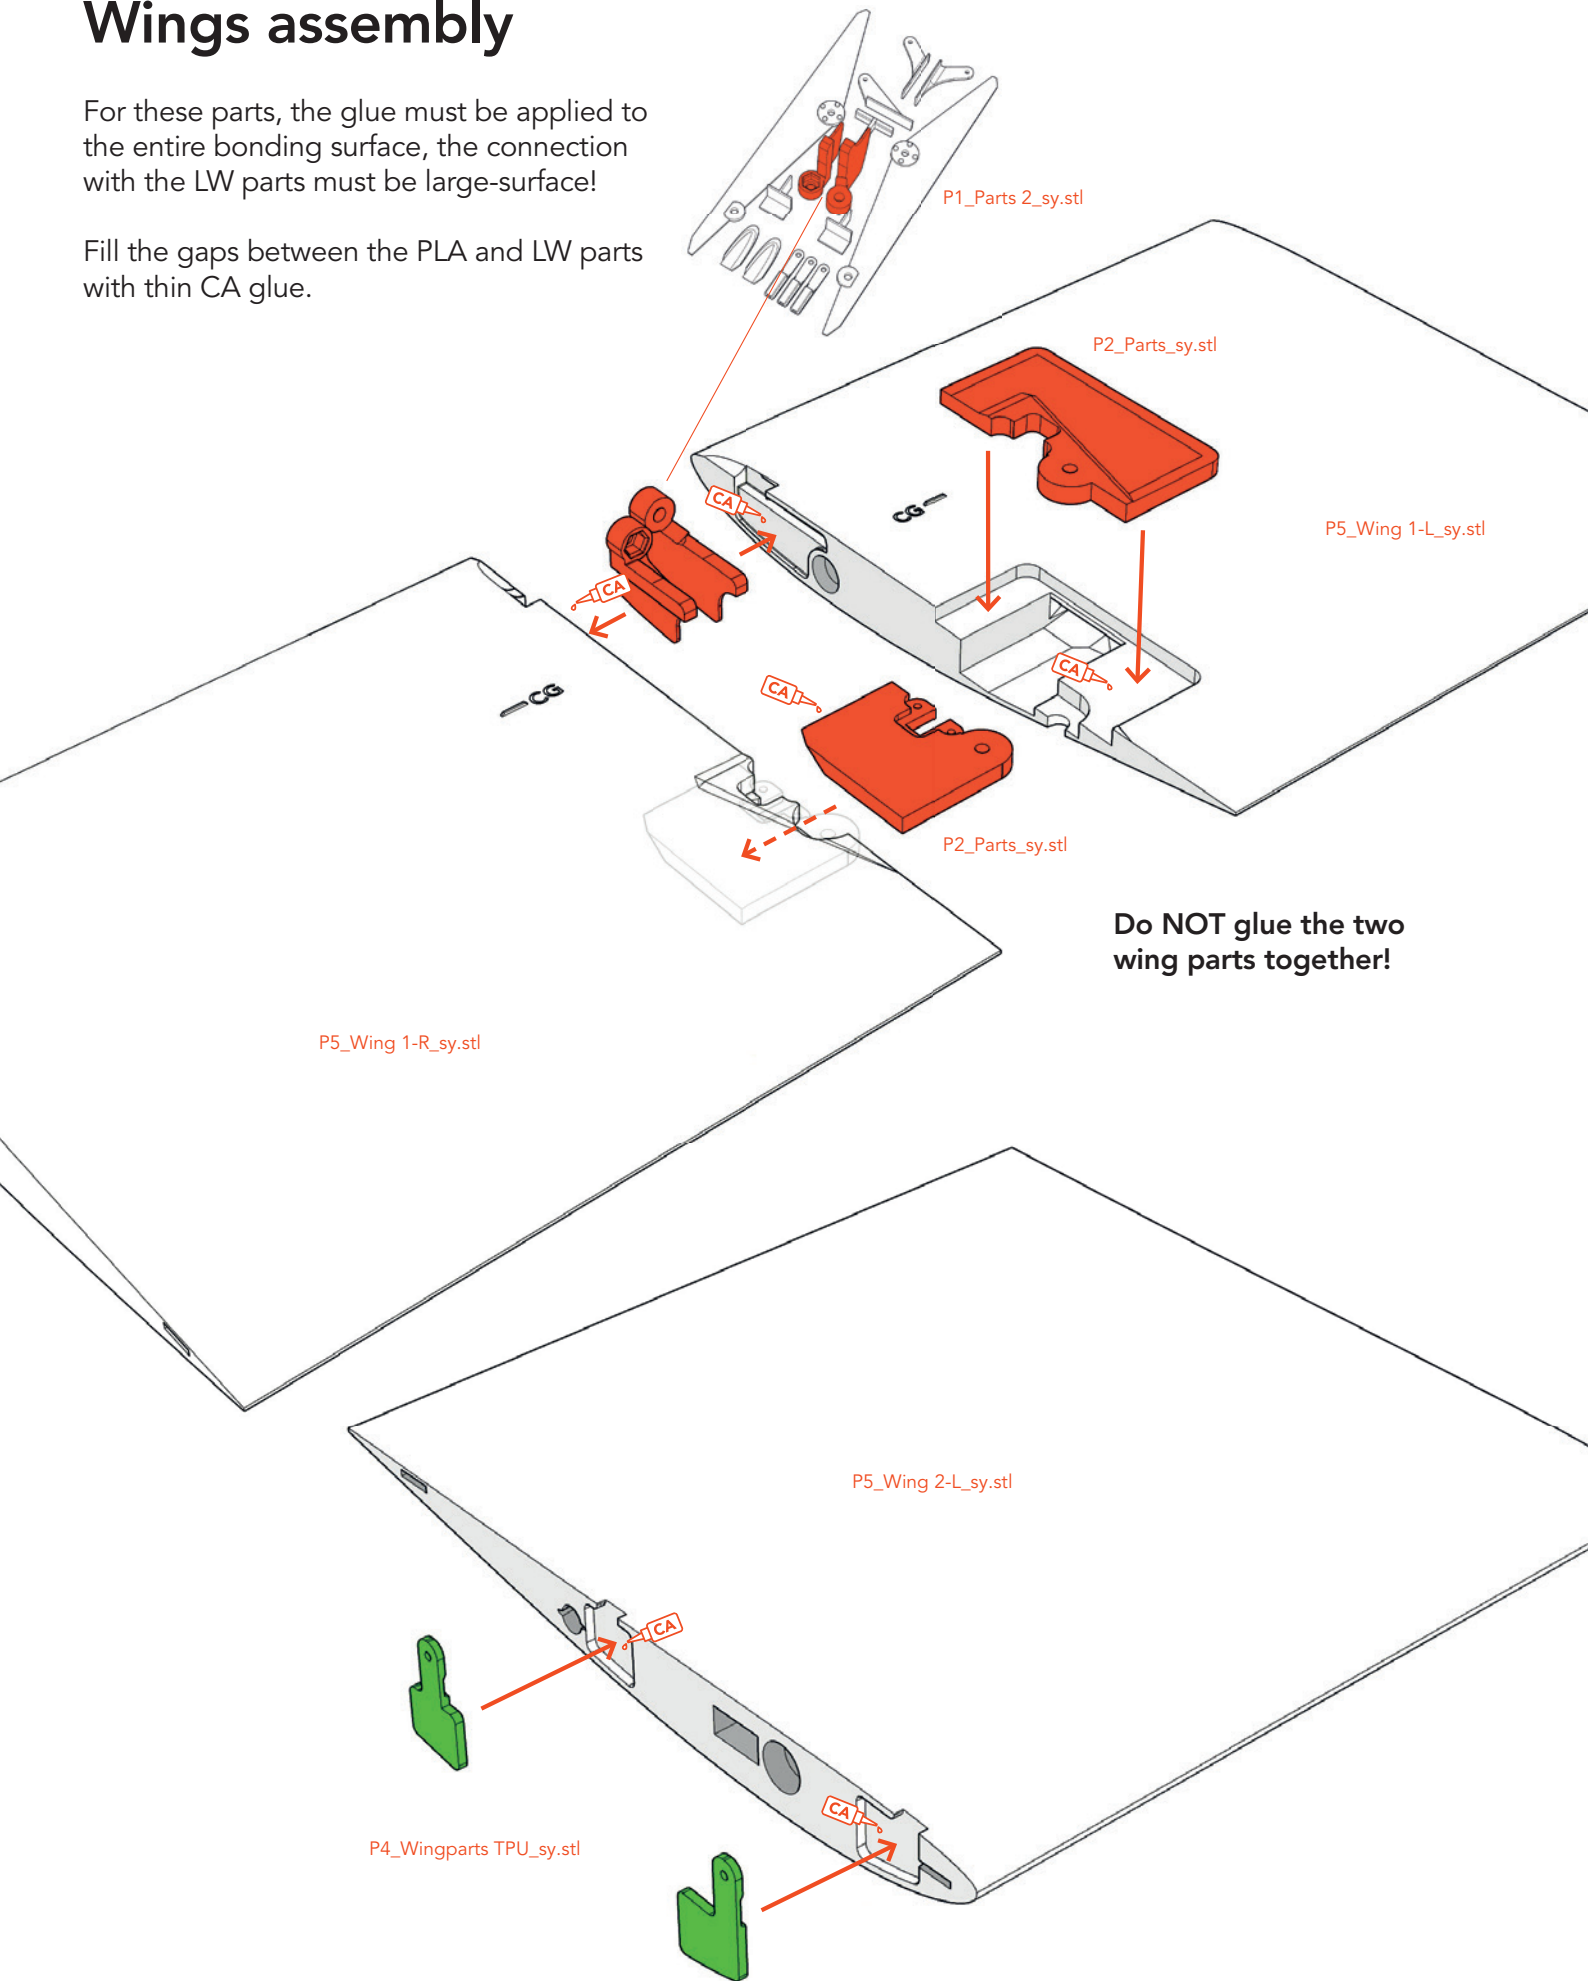 Wings assembly
For these parts, the glue must be applied to
the entire bonding surface, the connection
with the LW parts must be large-surface!
Fill the gaps between the PLA and LW parts
with thin CA glue.
P1_Parts 2_sy.stl
P2_Parts_sy.stl
CA
CG
P5_Wing 1-L_sy.stl
CA
CA
CA
CG
P2_Parts_sy.stl
Do NOT glue the two
wing parts together!
P5_Wing 1-R_sy.stl
P5_Wing 2-L_sy.stl
CA
CA
P4_Wingparts TPU_sy.stl